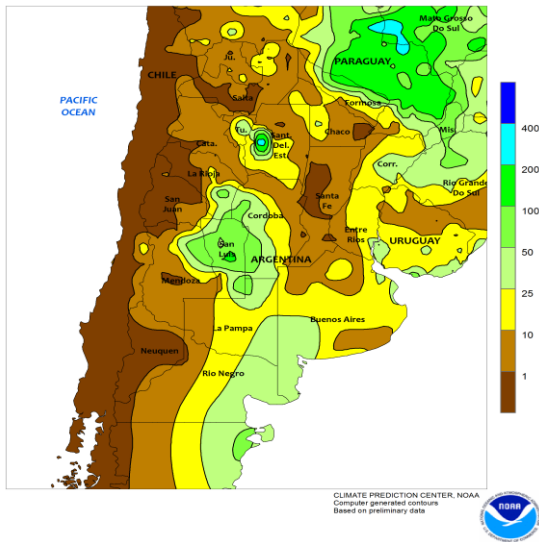 Mato Grosso
Do Sul
Ju.
PARAGUAY
CHILE
PACIFIC
OCEAN
Salta
Formosa
Tu.
Sant.
Del.
Est.
Chaco
Mis.
Cata.
Corr.
La Rioja
Rio Grande
Do Sul
San
Juan
Santa
Fe
Cordoba
Entre
Rios
URUGUAY
San
Luis
ARGENTINA
Mendoza
Buenos Aires
La Pampa
Neuquen
Rio Negro
400
200
100
50
25
10
1
CLIMATE PREDICTION CENTER, NOAA
Computer generated contours
Based on preliminary data
NOAA